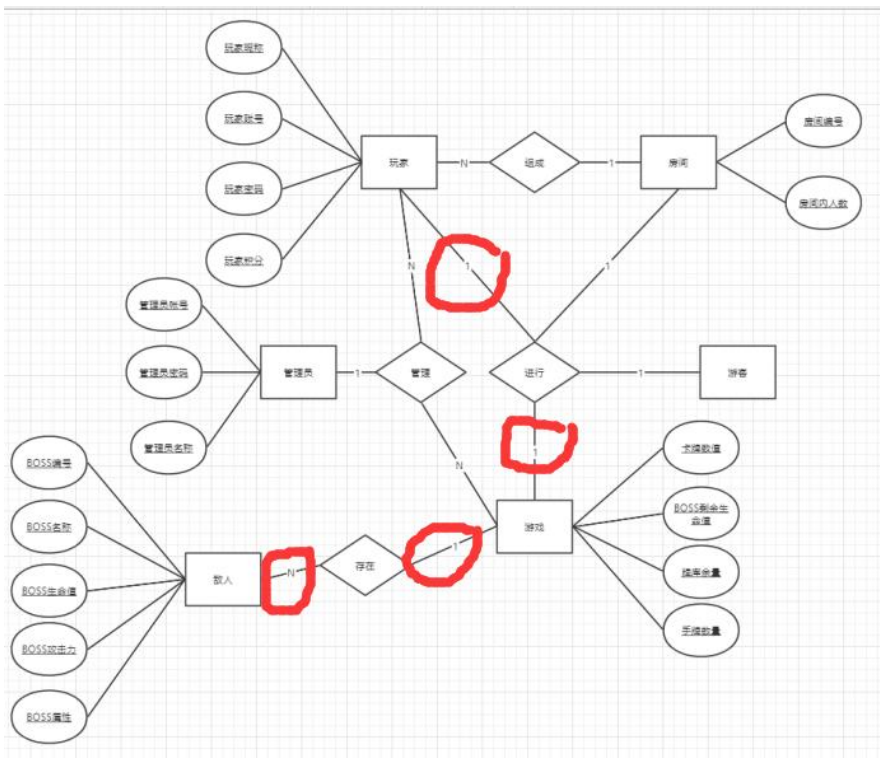 玩家昵称
玩家账号
玩家密码
玩家积分
玩家
N
组成
1
房间
房间编号
房间内人数
N
1
1
管理员账号
管理员密码
管理员名称
管理员
1
管理
进行
1
游客
N
1
BOSS编号
BOSS名称
BOSS生命值
BOSS攻击力
BOSS属性
敌人
N
存在
1
游戏
卡牌数值
BOSS剩余生
命值
牌库余量
手牌数量